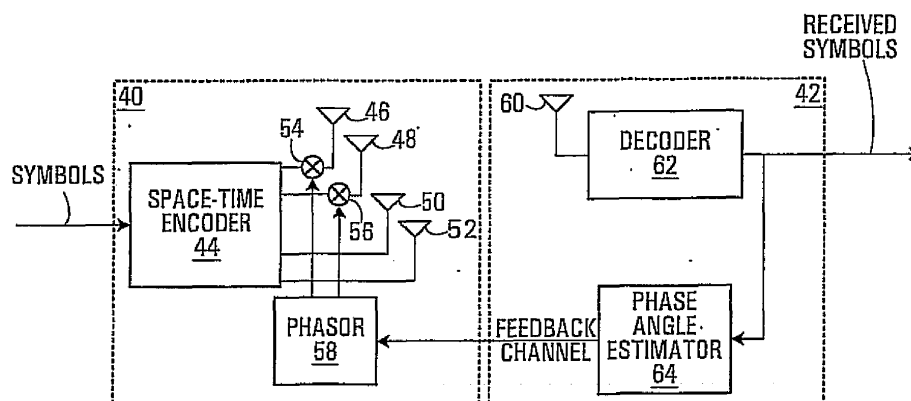 RECEIVED
SYMBOLS
40
42
46
60
48
54
DECODER
62
SYMBOLS
SPACE-TIME
ENCODER
44
50
56
52
PHASOR
58
FEEDBACK
CHANNEL
PHASE
ANGLE
ESTIMATOR
64